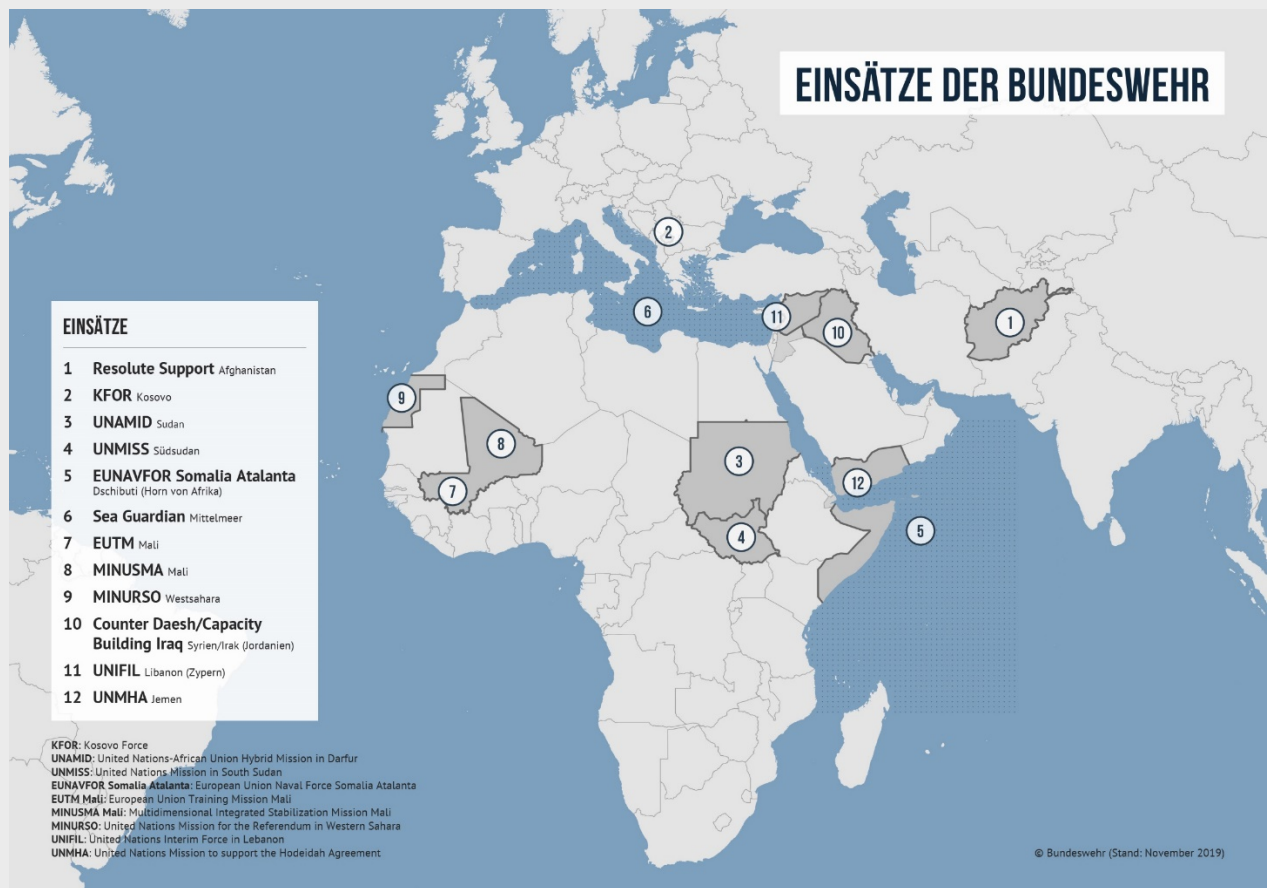 EINSÄTZE DER BUNDESWEHR
EINSÄTZE
1 Resolute Support Afghanistan
2 KFOR Kosovo
3 UNAMID Sudan
4 UNMISS Südsudan
5 EUNAVFOR Somalia Atalanta
Dschibuti (Horn von Afrika)
6 Sea Guardian Mittelmeer
7 EUTM Mali
8 MINUSMA Mali
9 MINURSO Westsahara
10 Counter Daesh/Capacity
Building Iraq Syrien/Irak (Jordanien)
11 UNIFIL Libanon (Zypern)
12 UNMHA Jemen
KFOR: Kosovo Force
UNAMID: United Nations-African Union Hybrid Mission in Darfur
UNMISS: United Nations Mission in South Sudan
EUNAVFOR Somalia Atalanta: European Union Naval Force Somalia Atalanta
EUTM Mali: European Union Training Mission Mali
MINUSMA Mali: Multidimensional Integrated Stabilization Mission Mali
MINURSO: United Nations Mission for the Referendum in Western Sahara
UNIFIL: United Nations Interim Force in Lebanon
UNMHA: United Nations Mission to support the Hodeidah Agreement
2
6
11
10
1
9
8
7
3
12
4
5
© Bundeswehr (Stand: November 2019)